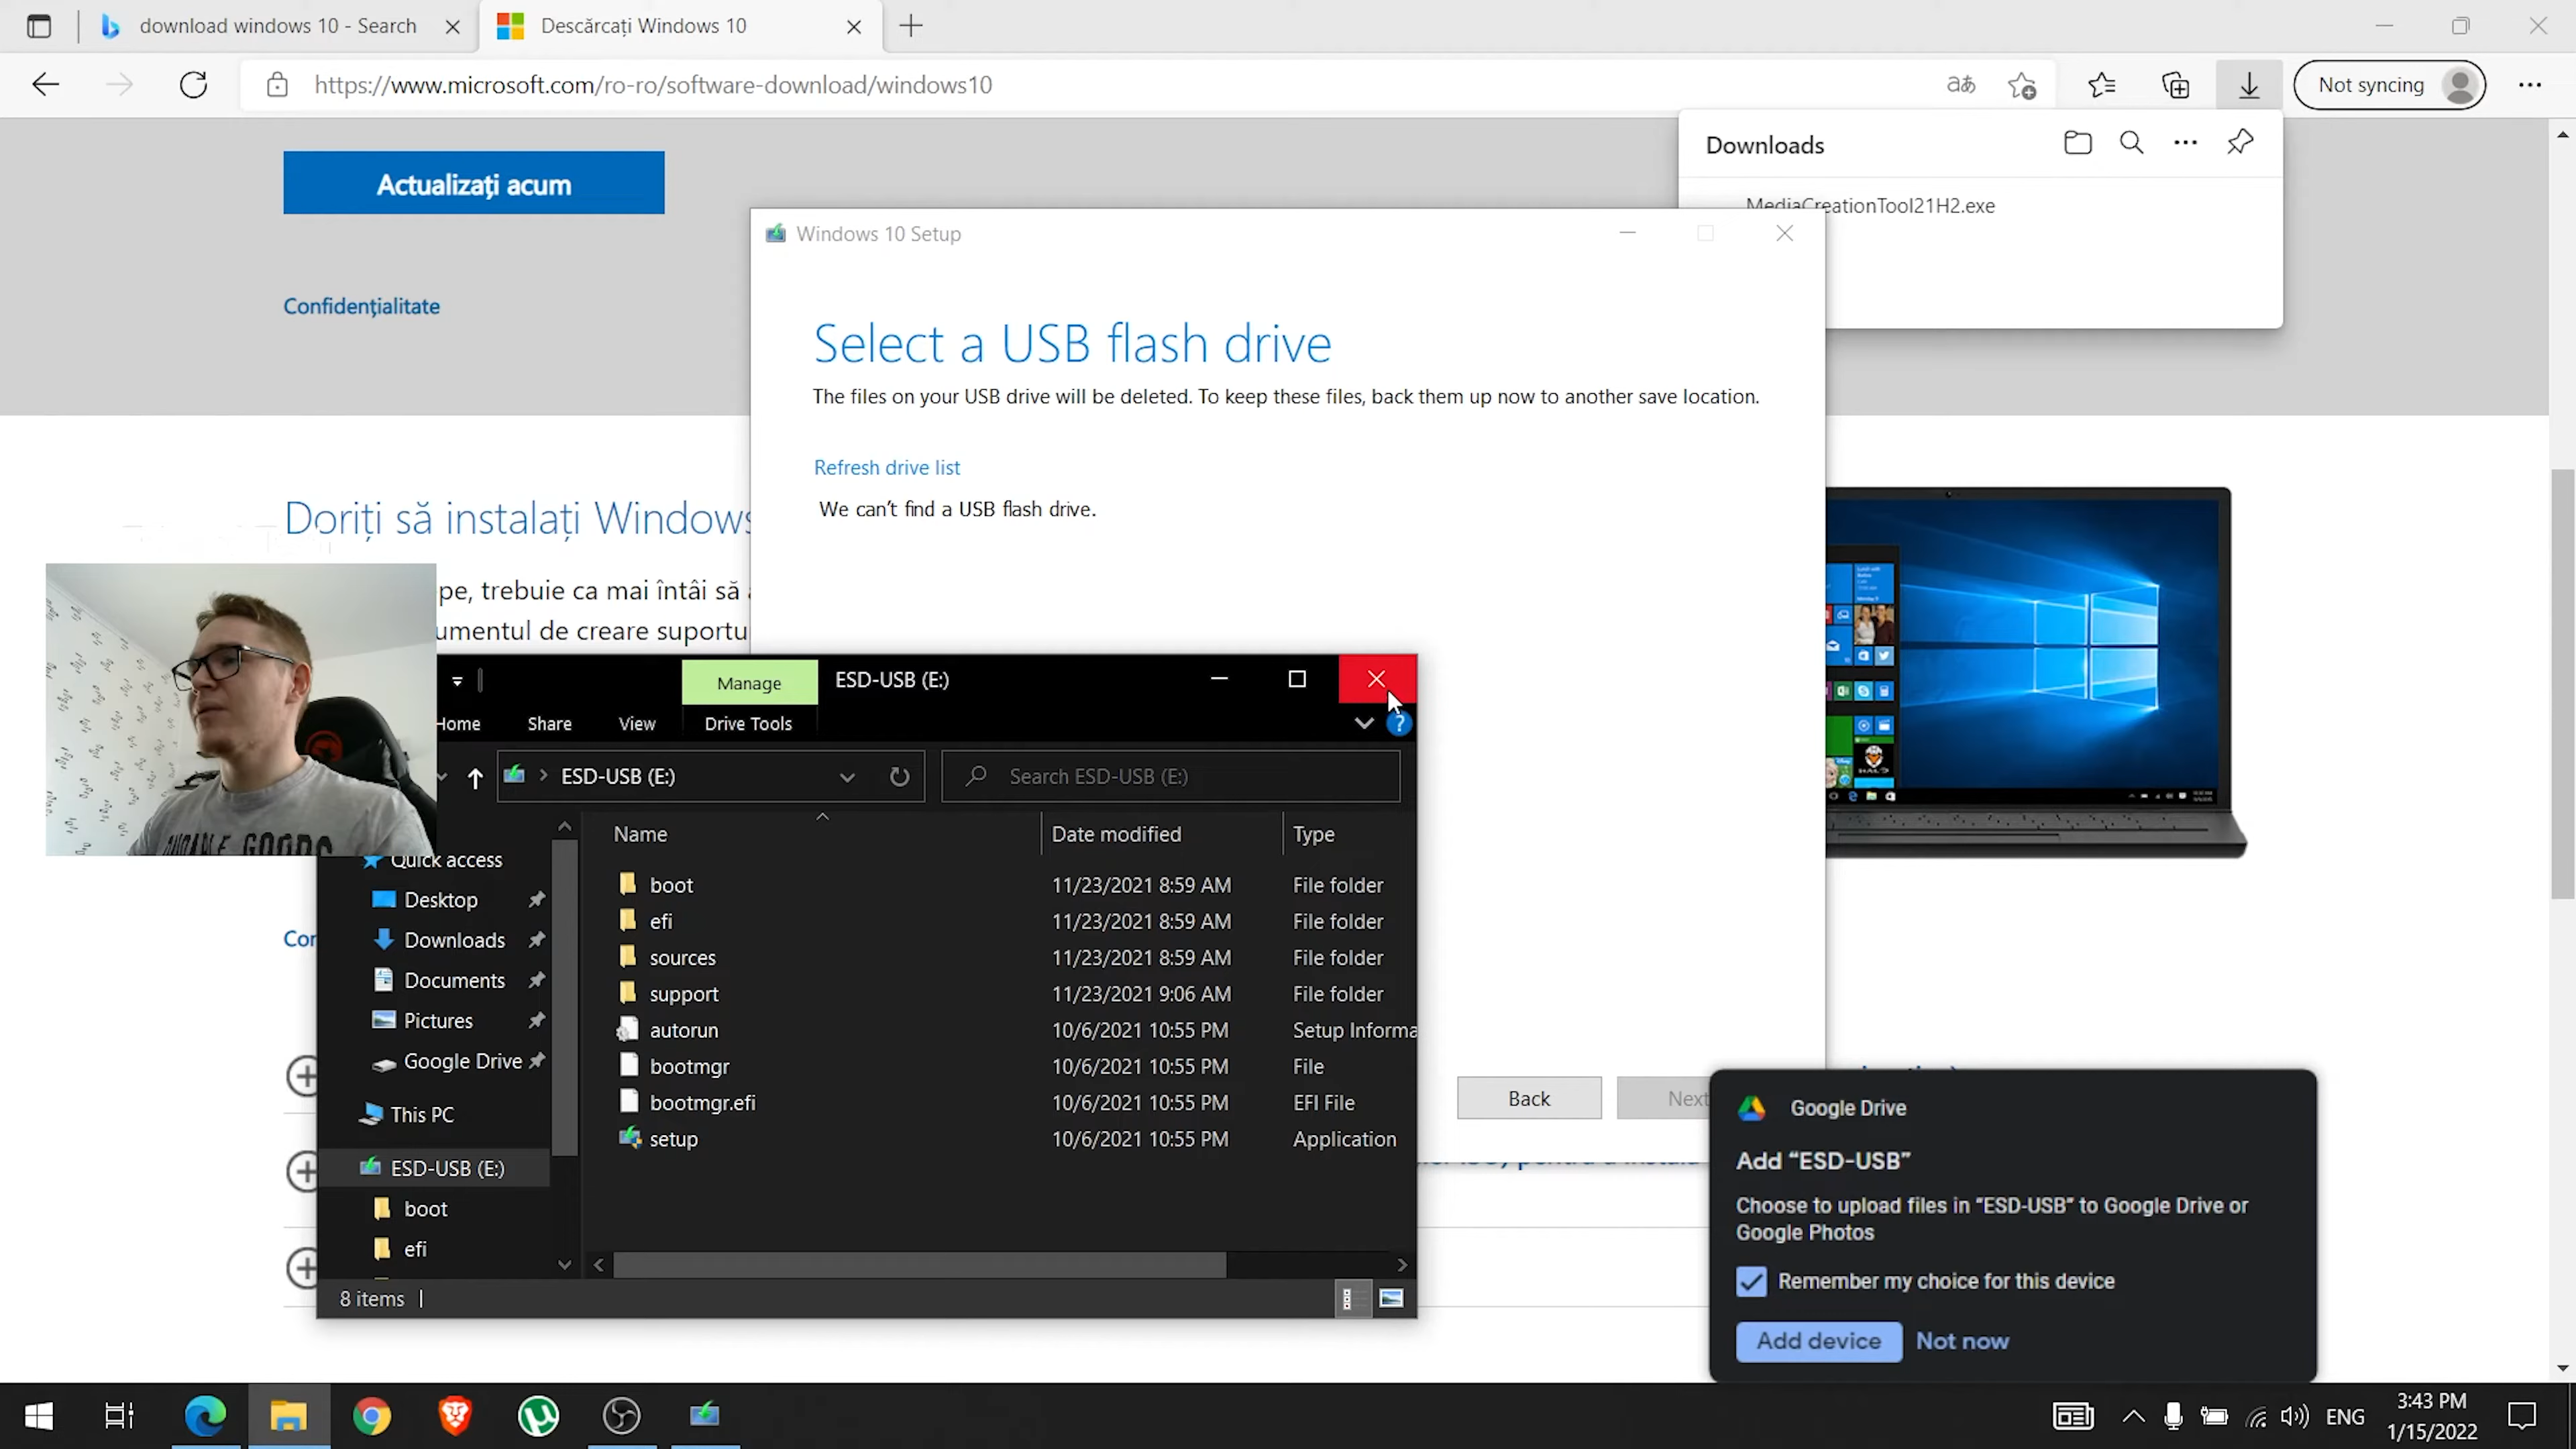 download windows 10 - Search
Descărcați Windows 10
https://www.microsoft.com/ro-ro/software-download/windows10
Not syncing
Downloads
MediaCreationTool21H2.exe
Actualizați acum
Confidențialitate
Windows 10 Setup
Select a USB flash drive
The files on your USB drive will be deleted. To keep these files, back them up now to another save location.
Refresh drive list
We can't find a USB flash drive.
Doriți să instalați Windows
pe, trebuie ca mai întâi să
umentul de creare suportu
Manage
ESD-USB (E:)
Home
Share
View
Drive Tools
ESD-USB (E:)
Search ESD-USB (E:)
Name
Date modified
Type
Quick access
Desktop
Downloads
Documents
Pictures
Google Drive
This PC
ESD-USB (E:)
boot
efi
boot 11/23/2021 8:59 AM File folder
efi 11/23/2021 8:59 AM File folder
sources 11/23/2021 8:59 AM File folder
support 11/23/2021 9:06 AM File folder
autorun 10/6/2021 10:55 PM Setup Informa
bootmgr 10/6/2021 10:55 PM File
bootmgr.efi 10/6/2021 10:55 PM EFI File
setup 10/6/2021 10:55 PM Application
8 items
Back
Next
Google Drive
Add “ESD-USB”
Choose to upload files in “ESD-USB” to Google Drive or
Google Photos
Remember my choice for this device
Add device
Not now
ENG
3:43 PM
1/15/2022